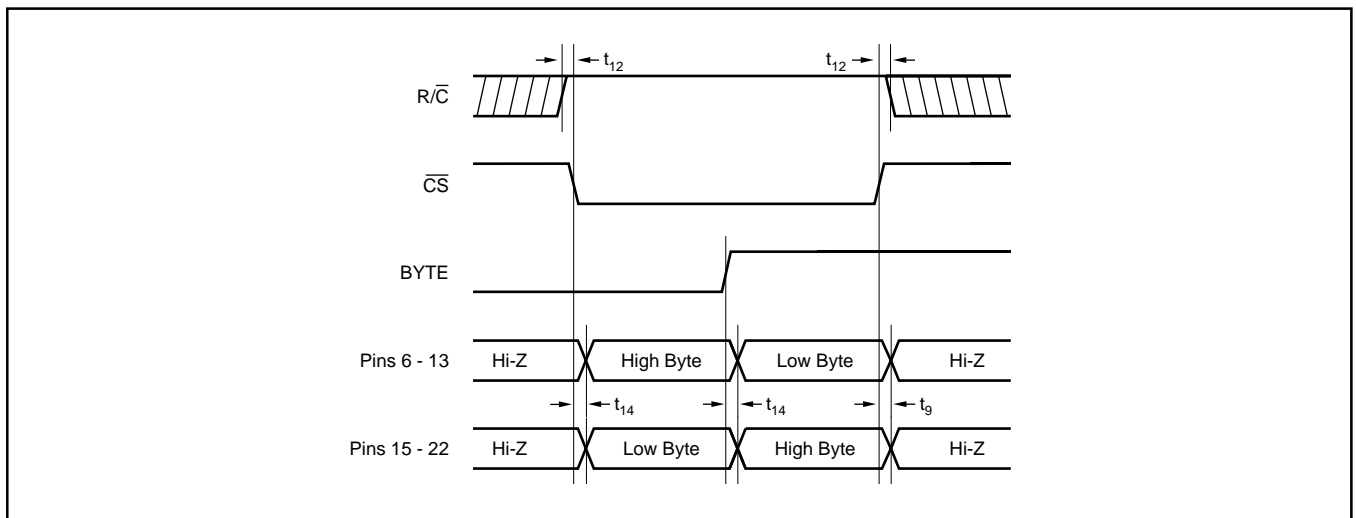 t12 t12
R/C̅
C̅S̅
BYTE
Pins 6 - 13 Hi-Z High Byte Low Byte Hi-Z
t14 t14 t9
Pins 15 - 22 Hi-Z Low Byte High Byte Hi-Z